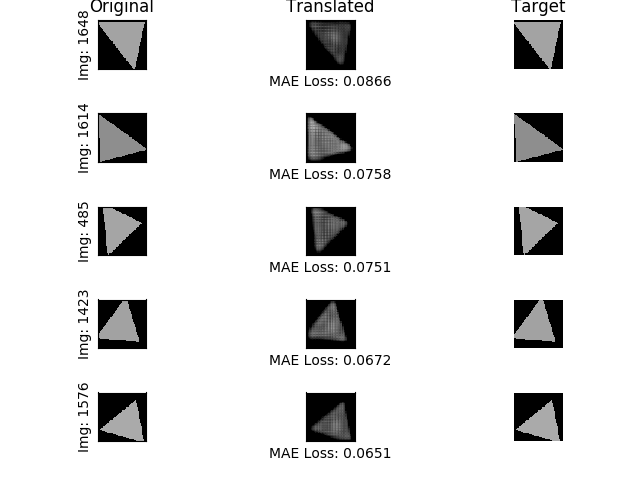 Original Translated Target
Img: 1648
MAE Loss: 0.0866
Img: 1614
MAE Loss: 0.0758
Img: 485
MAE Loss: 0.0751
Img: 1423
MAE Loss: 0.0672
Img: 1576
MAE Loss: 0.0651